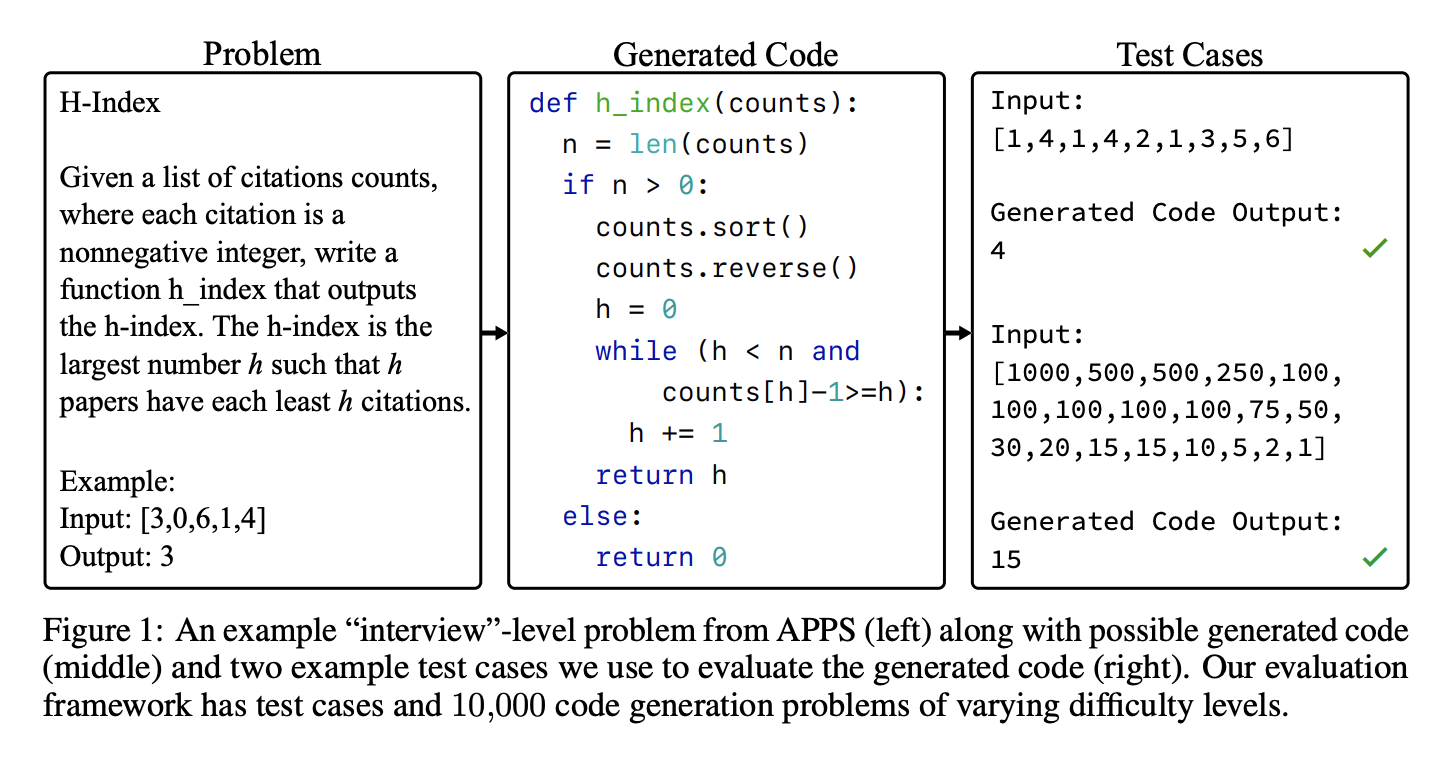 Problem
H-Index
Given a list of citations counts,
where each citation is a
nonnegative integer, write a
function h_index that outputs
the h-index. The h-index is the
largest number h such that h
papers have each least h citations.
Example:
Input: [3,0,6,1,4]
Output: 3
Generated Code
def h_index(counts):
  n = len(counts)
  if n > 0:
    counts.sort()
    counts.reverse()
    h = 0
    while (h < n and
        counts[h]-1>=h):
      h += 1
    return h
  else:
    return 0
Test Cases
Input:
[1,4,1,4,2,1,3,5,6]
Generated Code Output:
4 ✓
Input:
[1000,500,500,250,100,
100,100,100,100,75,50,
30,20,15,15,10,5,2,1]
Generated Code Output:
15 ✓
Figure 1: An example “interview”-level problem from APPS (left) along with possible generated code
(middle) and two example test cases we use to evaluate the generated code (right). Our evaluation
framework has test cases and 10,000 code generation problems of varying difficulty levels.